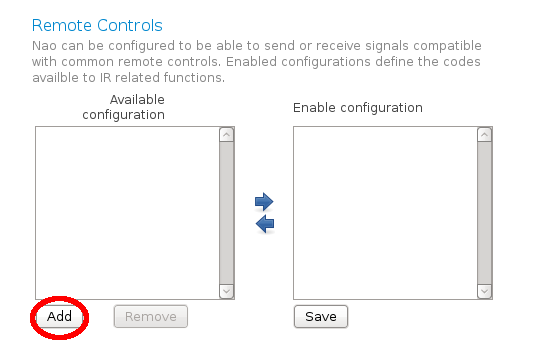 Remote Controls
Nao can be configured to be able to send or receive signals compatible
with common remote controls. Enabled configurations define the codes
availble to IR related functions.
Available
configuration
Enable configuration
Add
Remove
Save